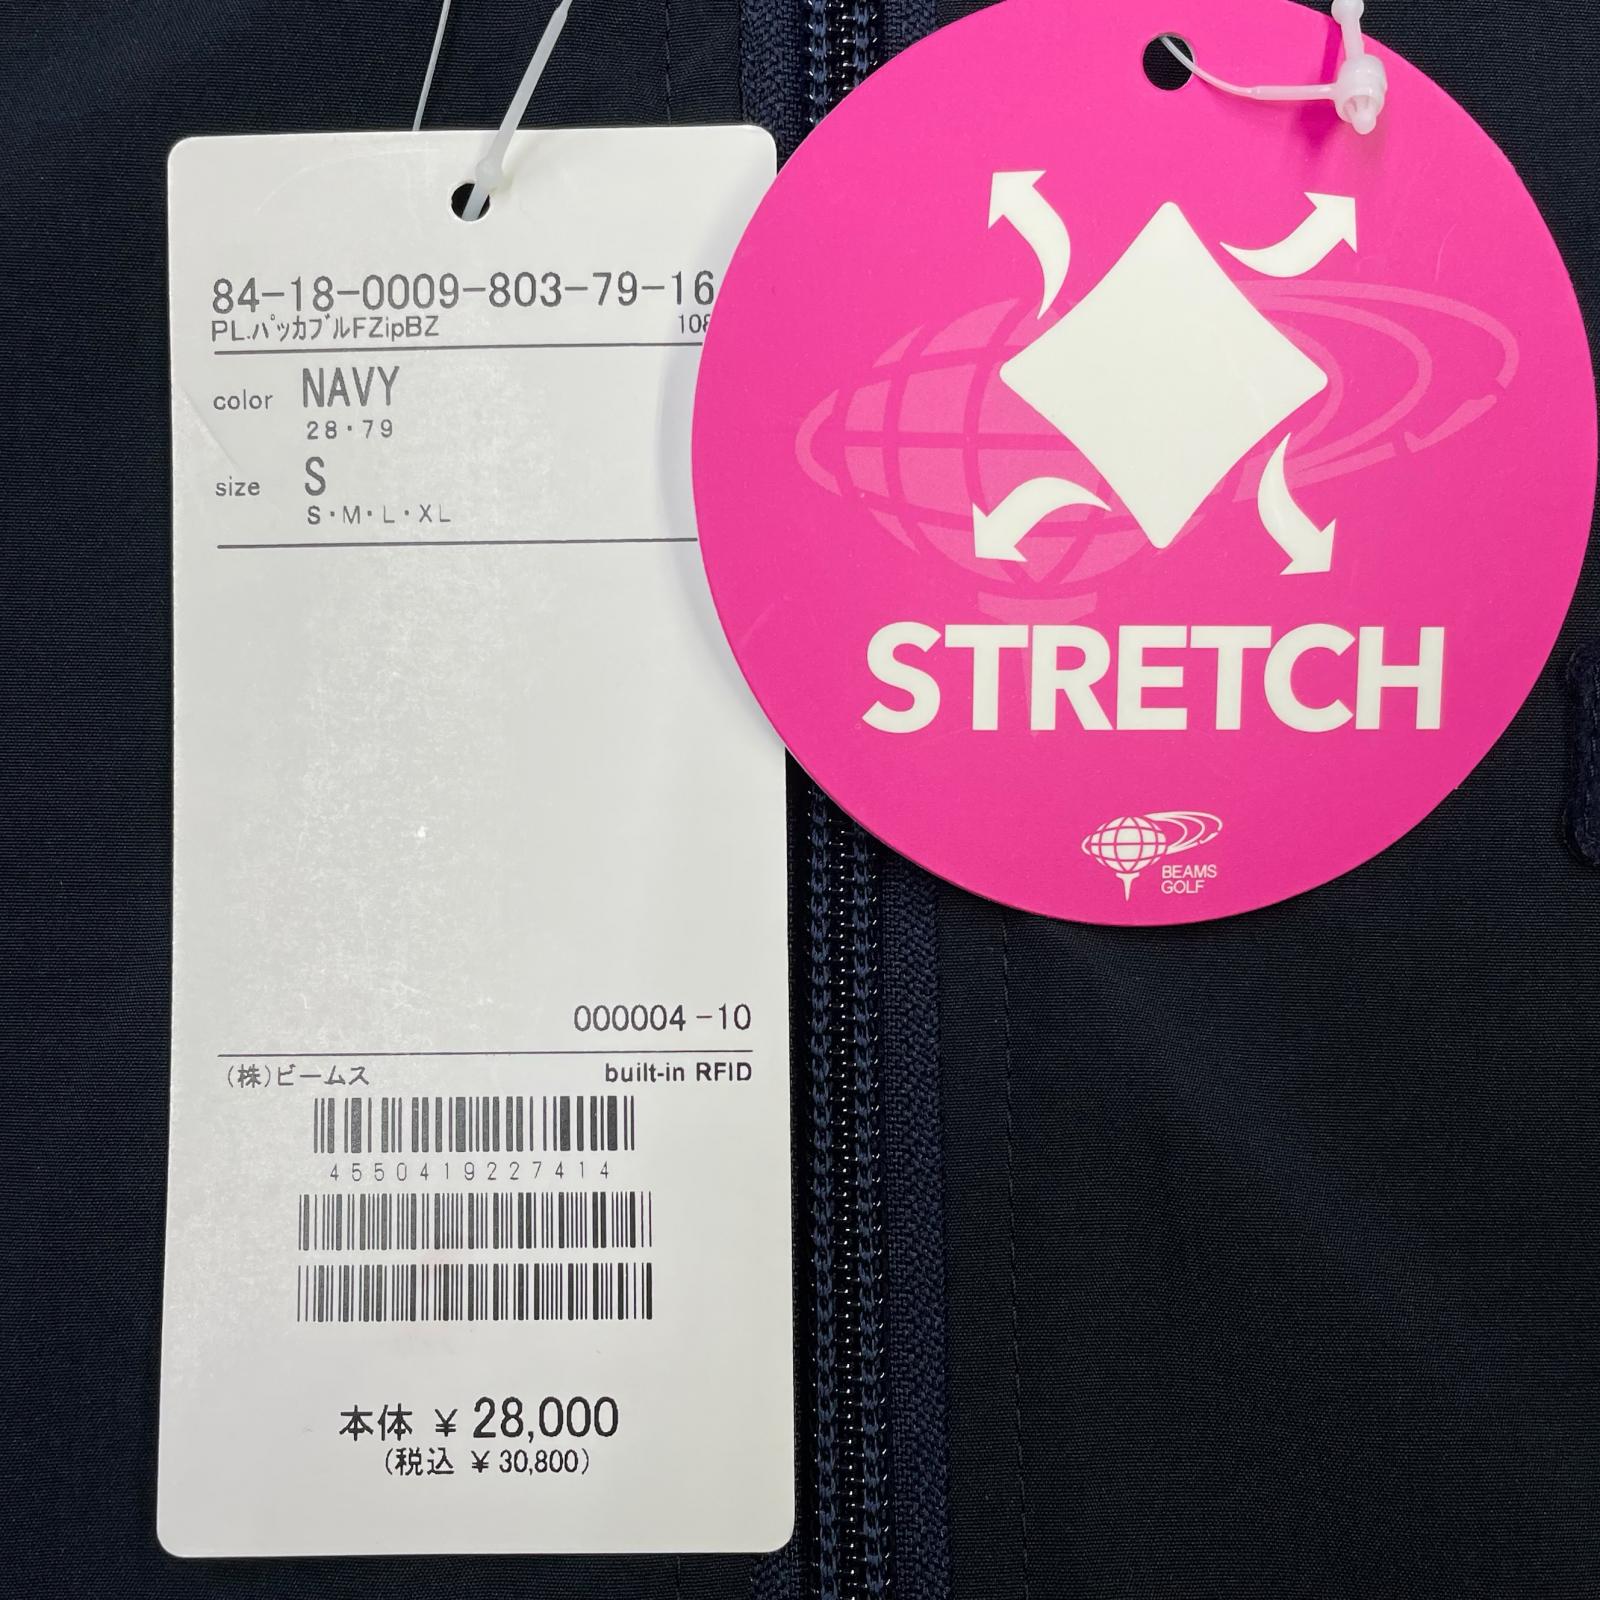 84-18-0009-803-79-16
PL.パッカブルFZipBZ
color NAVY
28・79
size S
S・M・L・XL
000004-10
(株)ビームス built-in RFID
4550419227414
本体 ¥ 28,000
(税込 ¥ 30,800)
STRETCH
BEAMS
GOLF